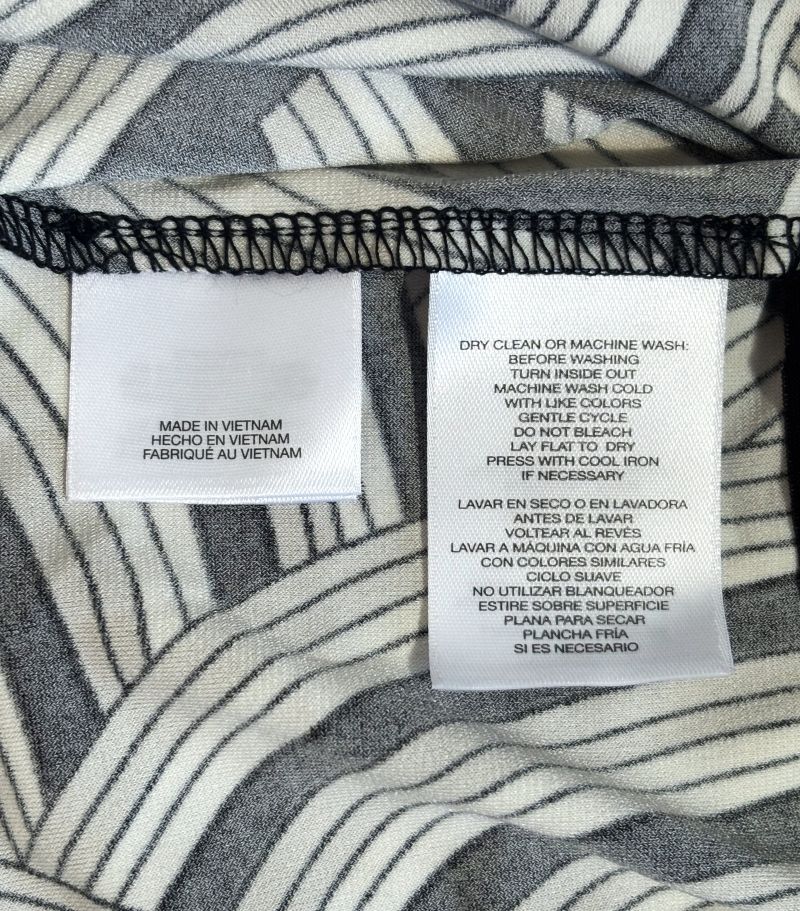 MADE IN VIETNAM
HECHO EN VIETNAM
FABRIQUÉ AU VIETNAM
DRY CLEAN OR MACHINE WASH:
BEFORE WASHING
TURN INSIDE OUT
MACHINE WASH COLD
WITH LIKE COLORS
GENTLE CYCLE
DO NOT BLEACH
LAY FLAT TO DRY
PRESS WITH COOL IRON
IF NECESSARY
LAVAR EN SECO O EN LAVADORA
ANTES DE LAVAR
VOLTEAR AL REVÉS
LAVAR A MÁQUINA CON AGUA FRÍA
CON COLORES SIMILARES
CICLO SUAVE
NO UTILIZAR BLANQUEADOR
ESTIRE SOBRE SUPERFICIE
PLANA PARA SECAR
PLANCHA FRÍA
SI ES NECESARIO